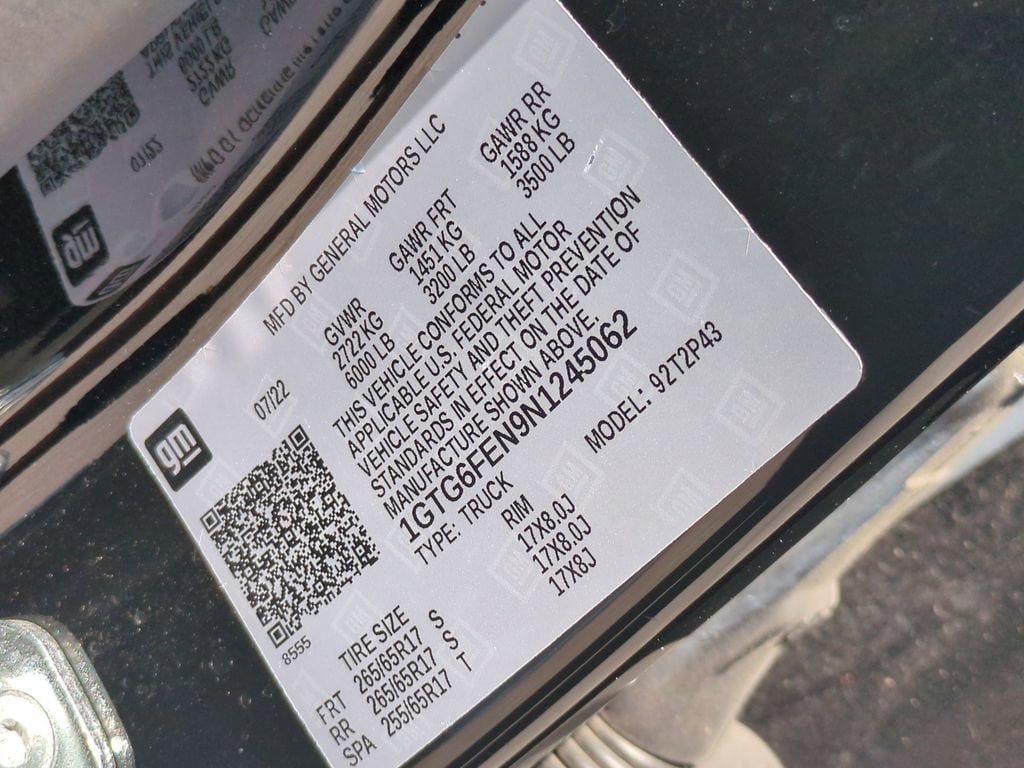 gm
MFD BY GENERAL MOTORS LLC
07/22
GVWR GAWR FRT GAWR RR
2722 KG 1451 KG 1588 KG
6000 LB 3200 LB 3500 LB
THIS VEHICLE CONFORMS TO ALL
APPLICABLE U.S. FEDERAL MOTOR
VEHICLE SAFETY AND THEFT PREVENTION
STANDARDS IN EFFECT ON THE DATE OF
MANUFACTURE SHOWN ABOVE.
1GTG6FEN9N1245062
TYPE: TRUCK MODEL: 92T2P43
8555
TIRE SIZE RIM
FRT 265/65R17 S 17X8.0J
RR 265/65R17 S 17X8.0J
SPA 255/65R17 T 17X8J